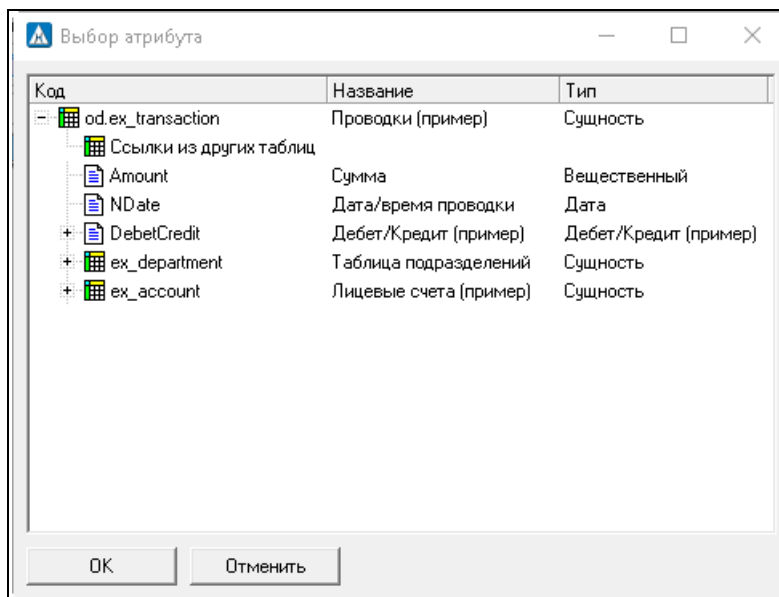 Выбор атрибута
Код Название Тип
od.ex_transaction Проводки (пример) Сущность
Ссылки из других таблиц
Amount Сумма Вещественный
NDate Дата/время проводки Дата
DebetCredit Дебет/Кредит (пример) Дебет/Кредит (пример)
ex_department Таблица подразделений Сущность
ex_account Лицевые счета (пример) Сущность
OK Отменить